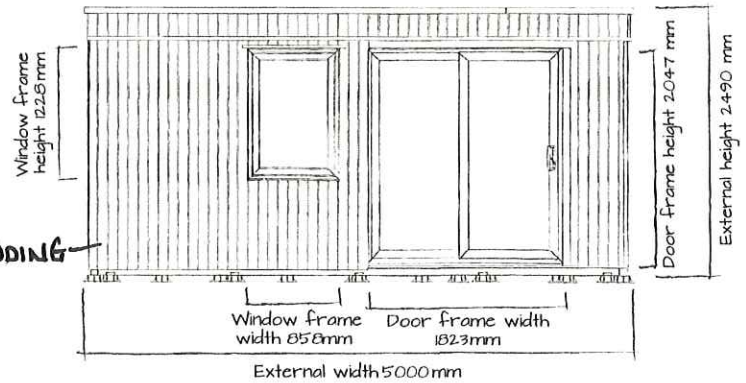 Window frame
height 1228mm
Door frame height 2047 mm
External height 2490 mm
Window frame
width 858mm
Door frame width
1823mm
External width 5000mm